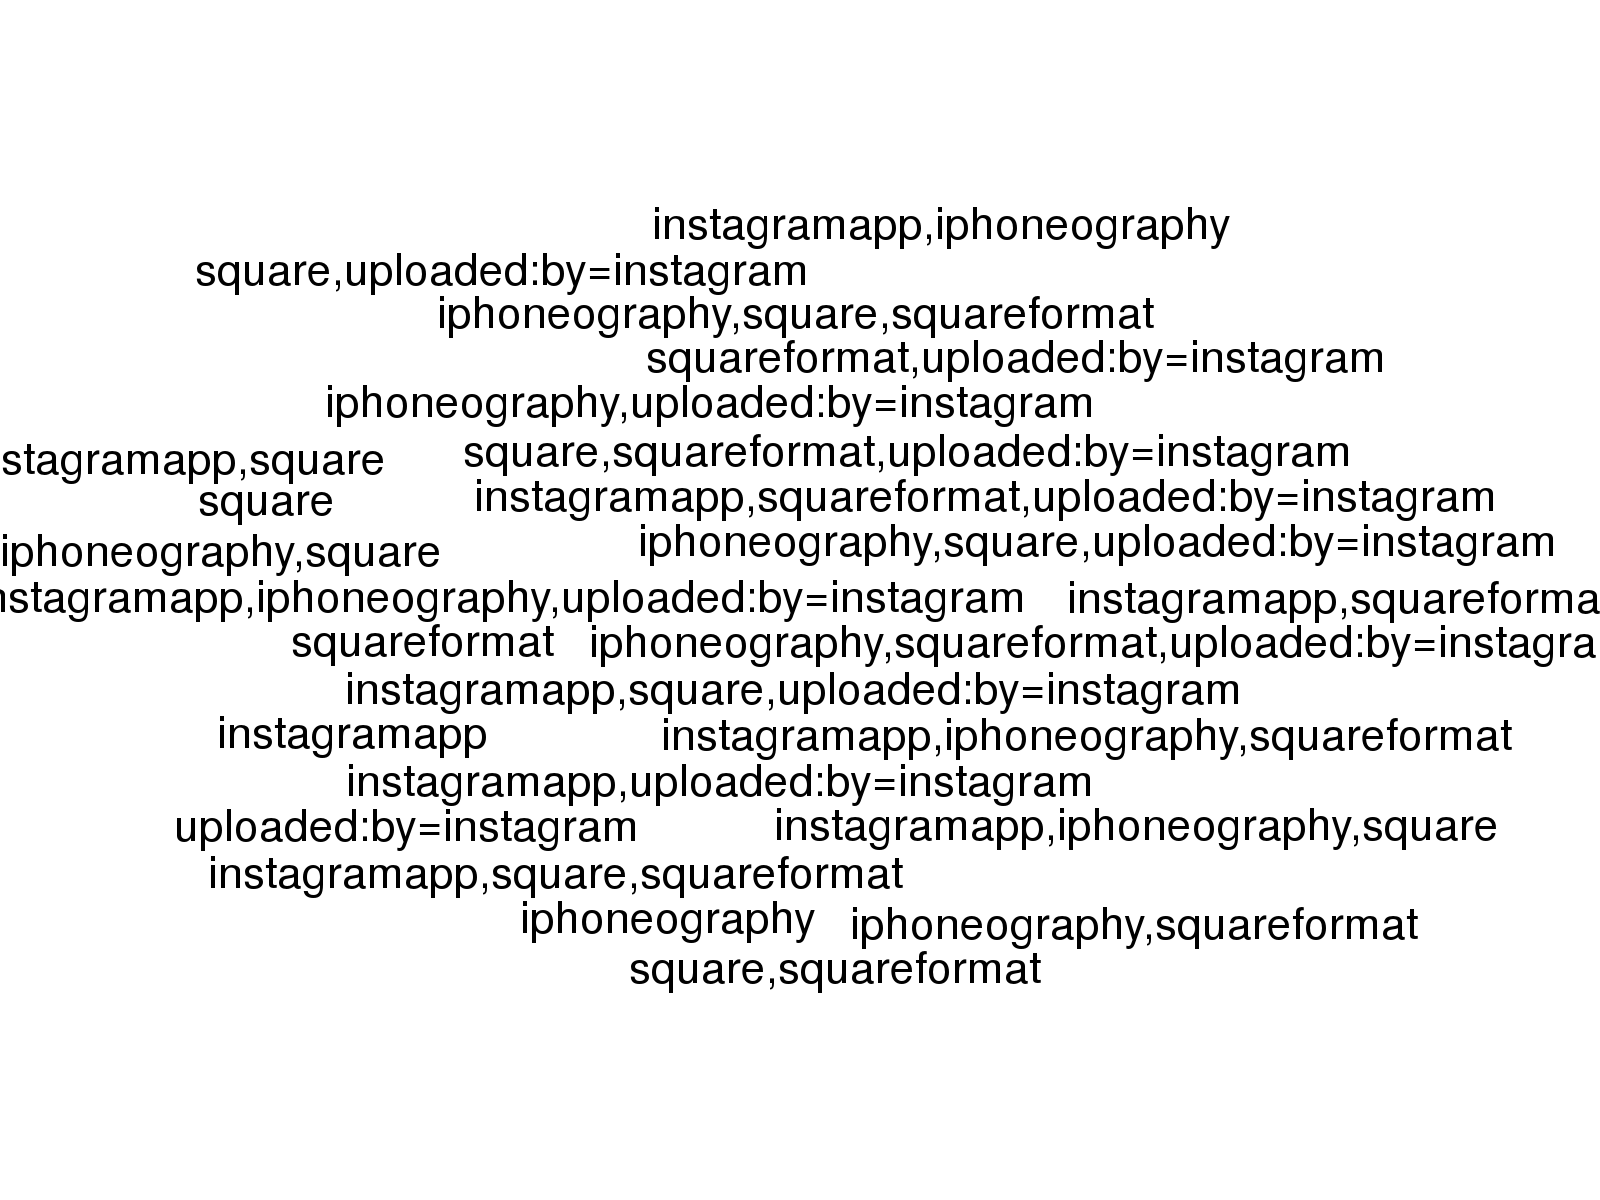 instagramapp,iphoneography
square,uploaded:by=instagram
iphoneography,square,squareformat
squareformat,uploaded:by=instagram
iphoneography,uploaded:by=instagram
stagramapp,square square,squareformat,uploaded:by=instagram
square instagramapp,squareformat,uploaded:by=instagram
iphoneography,square iphoneography,square,uploaded:by=instagram
nstagramapp,iphoneography,uploaded:by=instagram instagramapp,squareforma
squareformat iphoneography,squareformat,uploaded:by=instagra
instagramapp,square,uploaded:by=instagram
instagramapp instagramapp,iphoneography,squareformat
instagramapp,uploaded:by=instagram
uploaded:by=instagram instagramapp,iphoneography,square
instagramapp,square,squareformat
iphoneography iphoneography,squareformat
square,squareformat